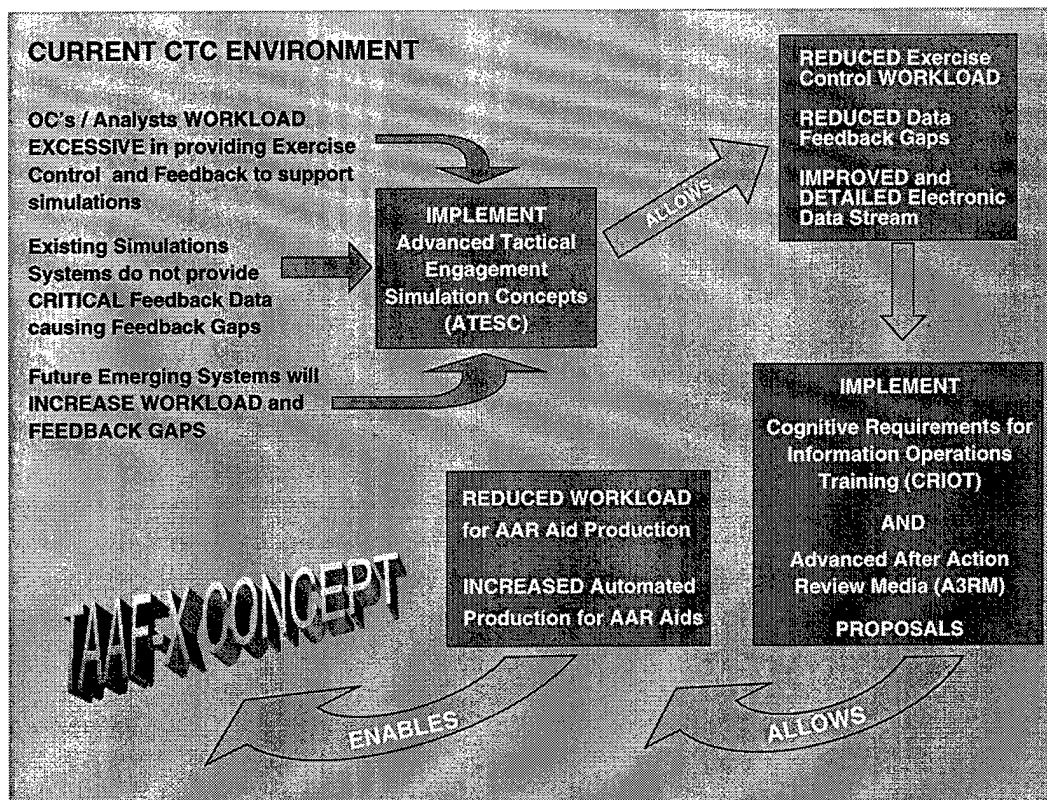 CURRENT CTC ENVIRONMENT
OC's / Analysts WORKLOAD
EXCESSIVE in providing Exercise
Control and Feedback to support
simulations
Existing Simulations
Systems do not provide
CRITICAL Feedback Data
causing Feedback Gaps
Future Emerging Systems will
INCREASE WORKLOAD and
FEEDBACK GAPS
IMPLEMENT
Advanced Tactical
Engagement
Simulation Concepts
(ATESC)
ALLOWS
REDUCED Exercise
Control WORKLOAD
REDUCED Data
Feedback Gaps
IMPROVED and
DETAILED Electronic
Data Stream
IMPLEMENT
Cognitive Requirements for
Information Operations
Training (CRIOT)
AND
Advanced After Action
Review Media (A3RM)
PROPOSALS
ALLOWS
REDUCED WORKLOAD
for AAR Aid Production
INCREASED Automated
Production for AAR Aids
ENABLES
TAAF-X CONCEPT